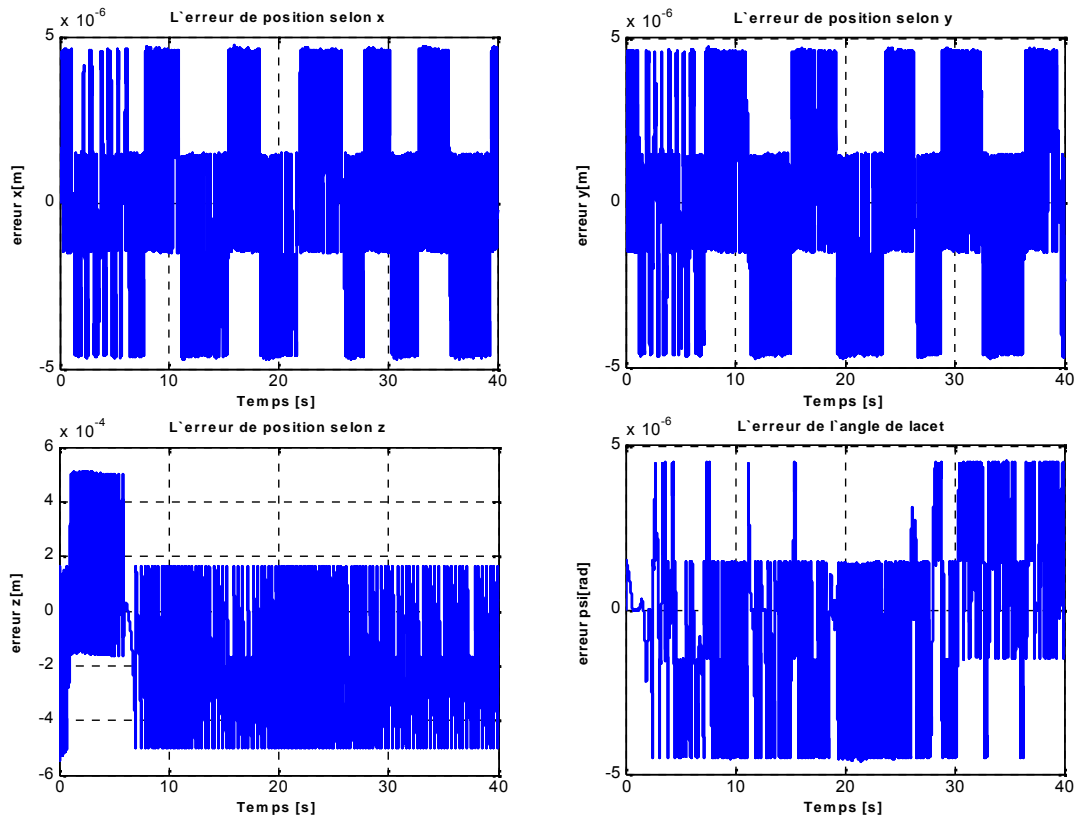 L`erreur de position selon x
x 10-6
5
0
-5
erreur x[m]
0 10 20 30 40
Temps [s]
L`erreur de position selon y
x 10-6
5
0
-5
erreur y[m]
0 10 20 30 40
Temps [s]
L`erreur de position selon z
x 10-4
6
4
2
0
-2
-4
-6
erreur z[m]
0 10 20 30 40
Temps [s]
L`erreur de l`angle de lacet
x 10-6
5
0
-5
erreur psi[rad]
0 10 20 30 40
Temps [s]